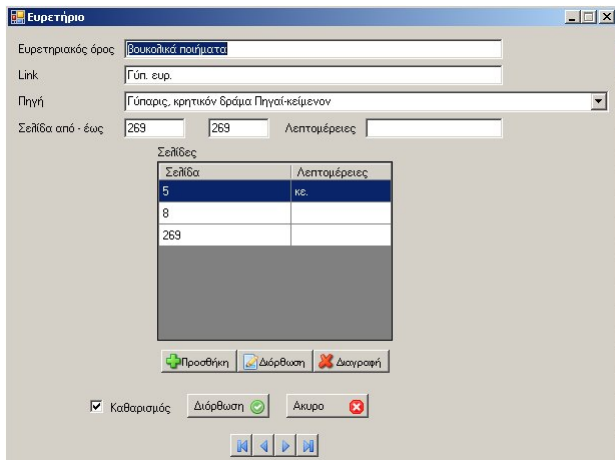 Ευρετήριο
Ευρετηριακός όρος Βουκολικά ποιήματα
Link Γύπ. ευρ.
Πηγή Γύπαρις, κρητικόν δράμα Πηγαί-κείμενον
Σελίδα από - έως 269 269 Λεπτομέρειες
Σελίδες
Σελίδα Λεπτομέρειες
5 κε.
8
269
Προσθήκη Διόρθωση Διαγραφή
Καθαρισμός Διόρθωση Ακυρο